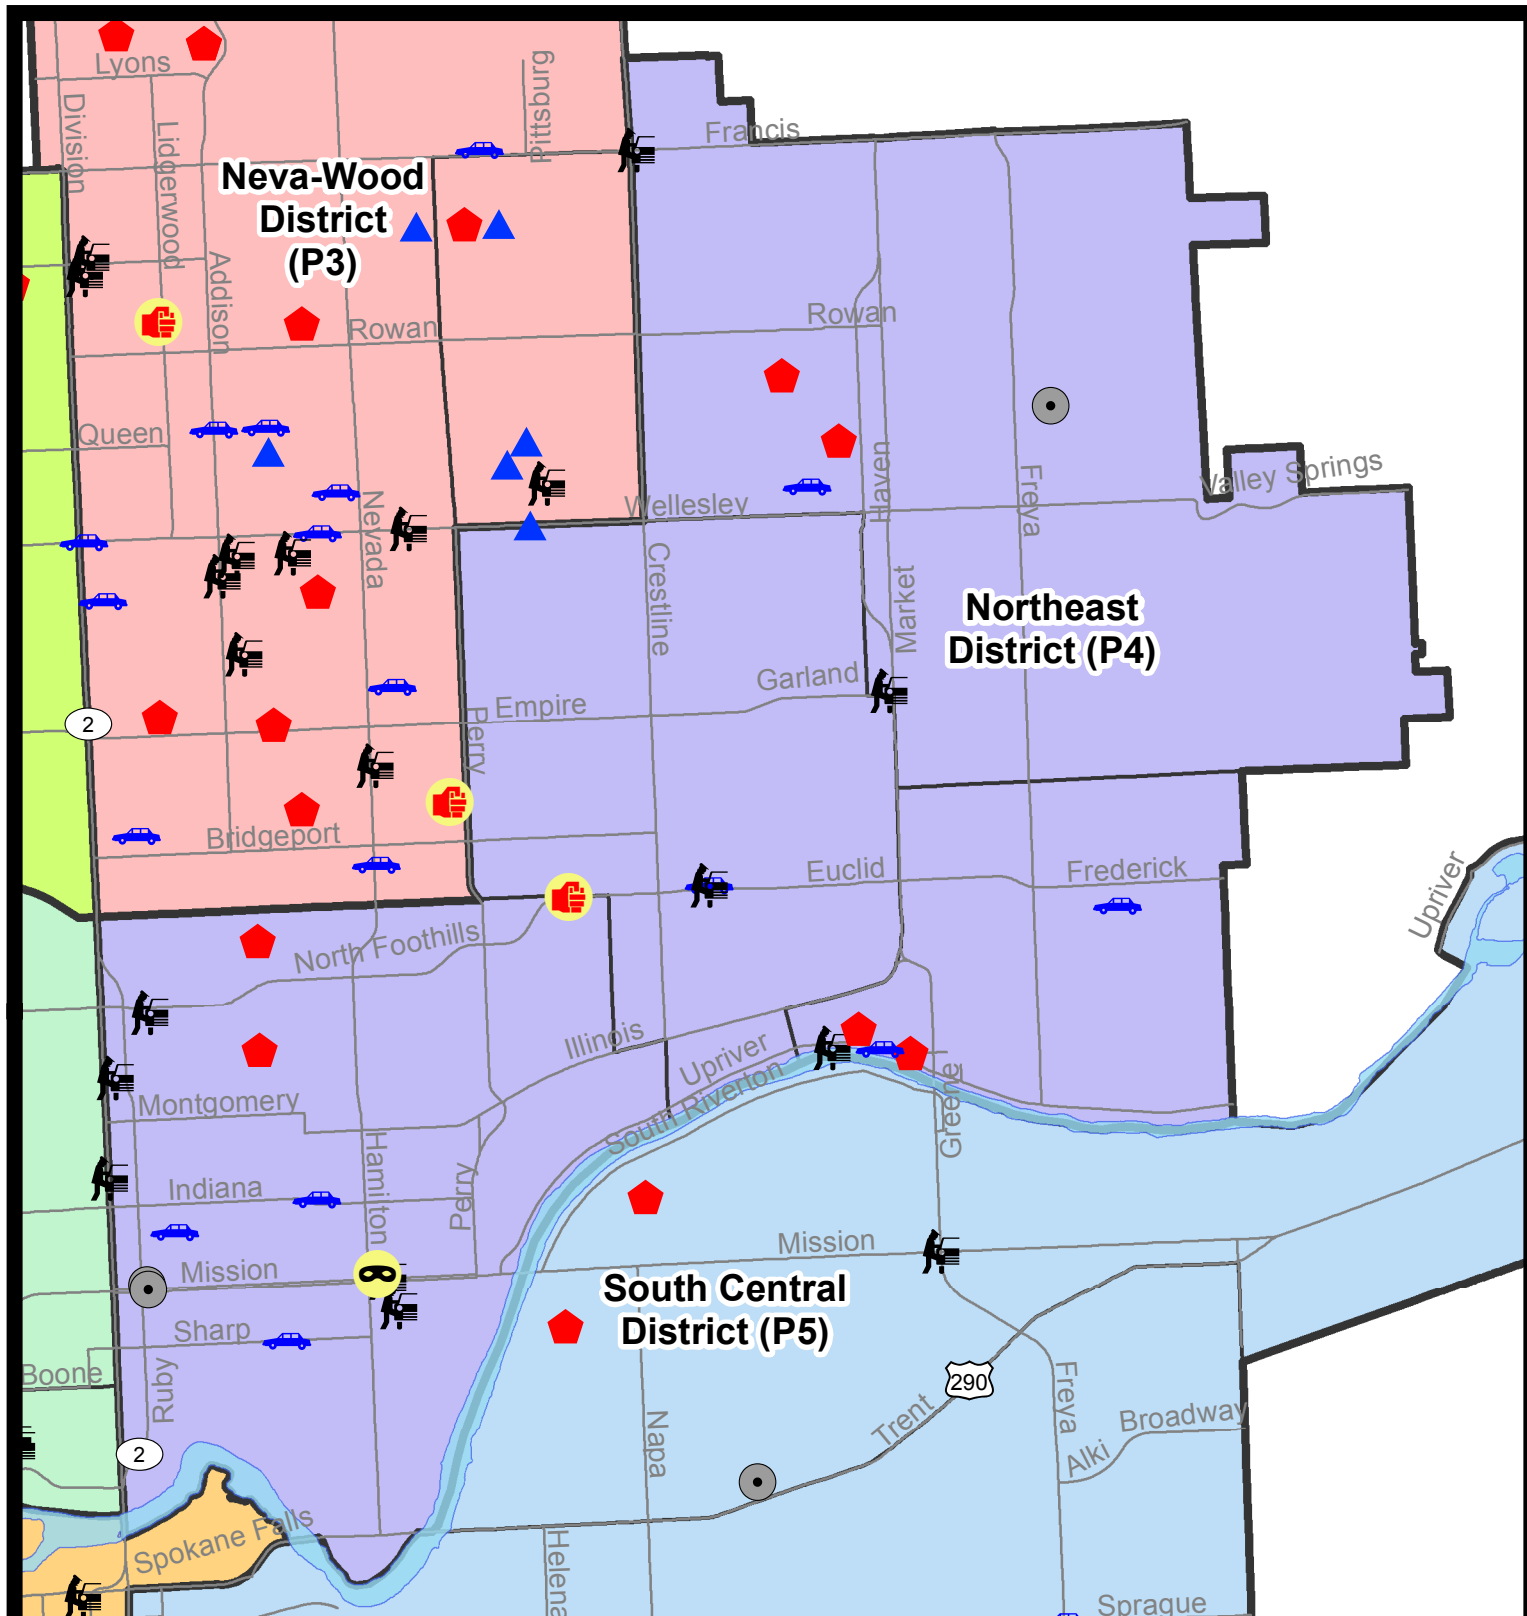 Lyons
Division
Lidgerwood
Pittsburg
Francis
Neva-Wood
District
(P3)
Addison
Rowan
Rowan
Queen
Nevada
Wellesley
Haven
Freya
Valley Springs
Crestline
Market
Northeast
District (P4)
Garland
Empire
Perry
2
Bridgeport
Euclid
Frederick
Upriver
North Foothills
Illinois
Upriver
South Riverton
Greene
Montgomery
Hamilton
Perry
Indiana
Mission
Mission
South Central
District (P5)
Sharp
Boone
Ruby
290
Freya
Broadway
Trent
Alki
Napa
2
Spokane Falls
Helena
Sprague